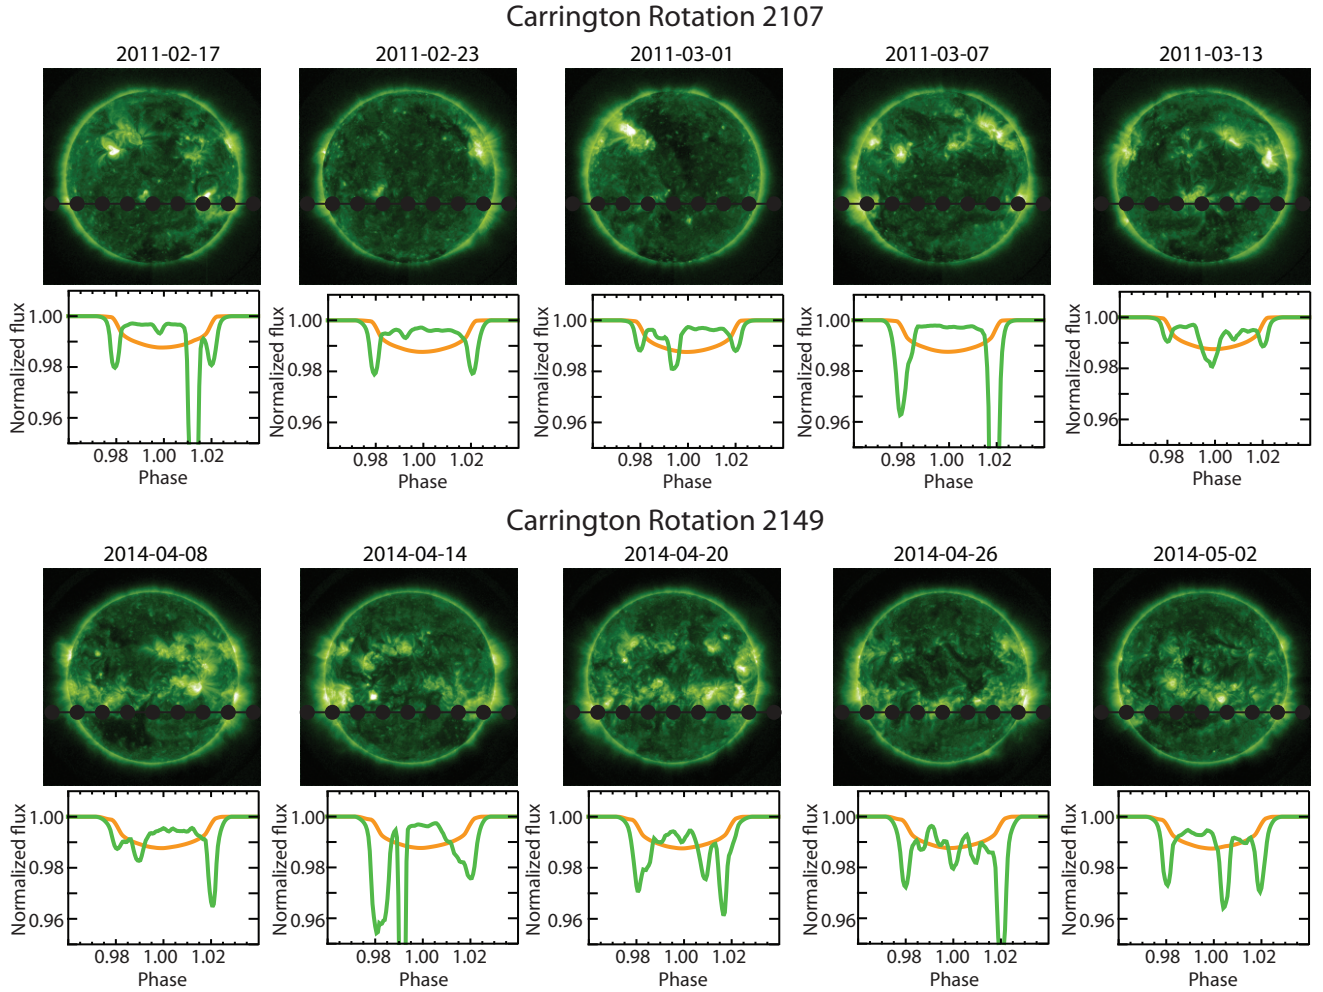 Carrington Rotation 2107
2011-02-17 2011-02-23 2011-03-01 2011-03-07 2011-03-13
Normalized flux
1.00
0.98
0.96
0.98 1.00 1.02
Phase
Normalized flux
1.00
0.98
0.96
0.98 1.00 1.02
Phase
Normalized flux
1.00
0.98
0.96
0.98 1.00 1.02
Phase
Normalized flux
1.00
0.98
0.96
0.98 1.00 1.02
Phase
Normalized flux
1.00
0.98
0.96
0.98 1.00 1.02
Phase
Carrington Rotation 2149
2014-04-08 2014-04-14 2014-04-20 2014-04-26 2014-05-02
Normalized flux
1.00
0.98
0.96
0.98 1.00 1.02
Phase
Normalized flux
1.00
0.98
0.96
0.98 1.00 1.02
Phase
Normalized flux
1.00
0.98
0.96
0.98 1.00 1.02
Phase
Normalized flux
1.00
0.98
0.96
0.98 1.00 1.02
Phase
Normalized flux
1.00
0.98
0.96
0.98 1.00 1.02
Phase